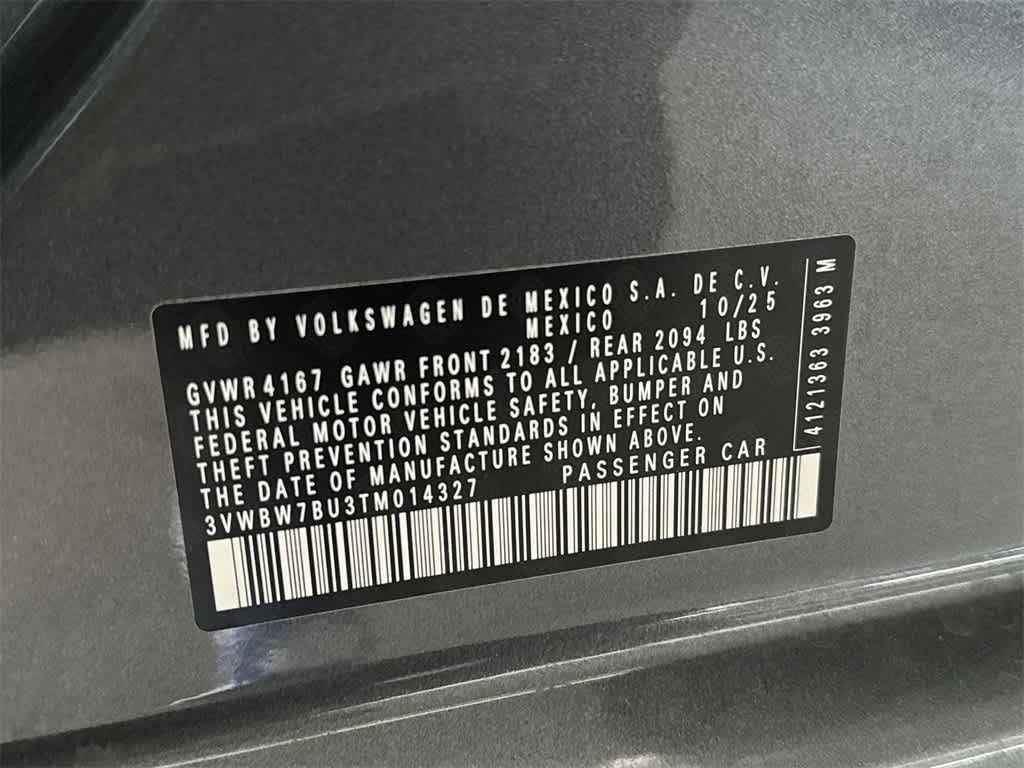 MFD BY VOLKSWAGEN DE MEXICO S.A. DE C.V.
MEXICO 10/25
GVWR 4167 GAWR FRONT 2183 / REAR 2094 LBS
THIS VEHICLE CONFORMS TO ALL APPLICABLE U.S.
FEDERAL MOTOR VEHICLE SAFETY, BUMPER AND
THEFT PREVENTION STANDARDS IN EFFECT ON
THE DATE OF MANUFACTURE SHOWN ABOVE.
3VWBW7BU3TM014327 PASSENGER CAR
4121363 3963 M